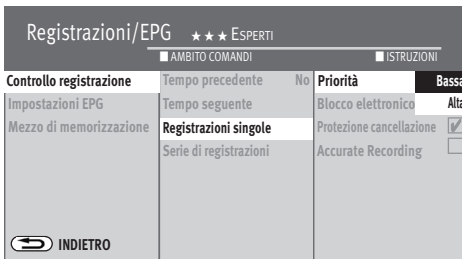 Registrazioni/EPG ★★★ ESPERTI
AMBITO COMANDI ISTRUZIONI
Controllo registrazione Tempo precedente No Priorità Bassa
Impostazioni EPG Tempo seguente Blocco elettronico Alta
Mezzo di memorizzazione Registrazioni singole Protezione cancellazione
Serie di registrazioni Accurate Recording
INDIETRO